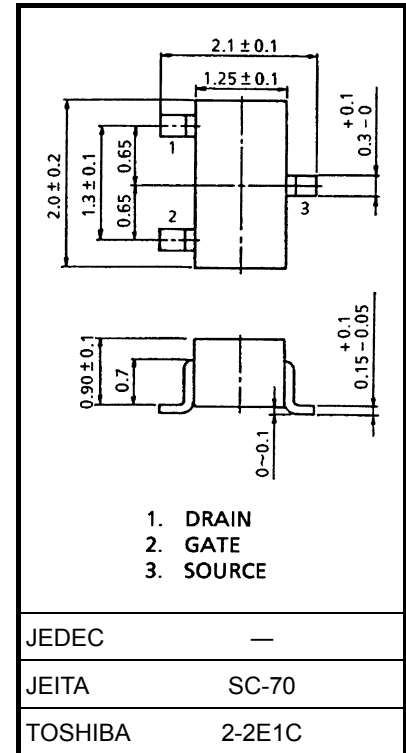 2.1 ± 0.1
1.25 ± 0.1
+ 0.1
0.3 – 0
2.0 ± 0.2
1.3 ± 0.1
0.65
0.65
1
2
3
0.90 ± 0.1
0.7
+ 0.1
0.15 – 0.05
0~0.1
1. DRAIN
2. GATE
3. SOURCE
JEDEC —
JEITA SC-70
TOSHIBA 2-2E1C